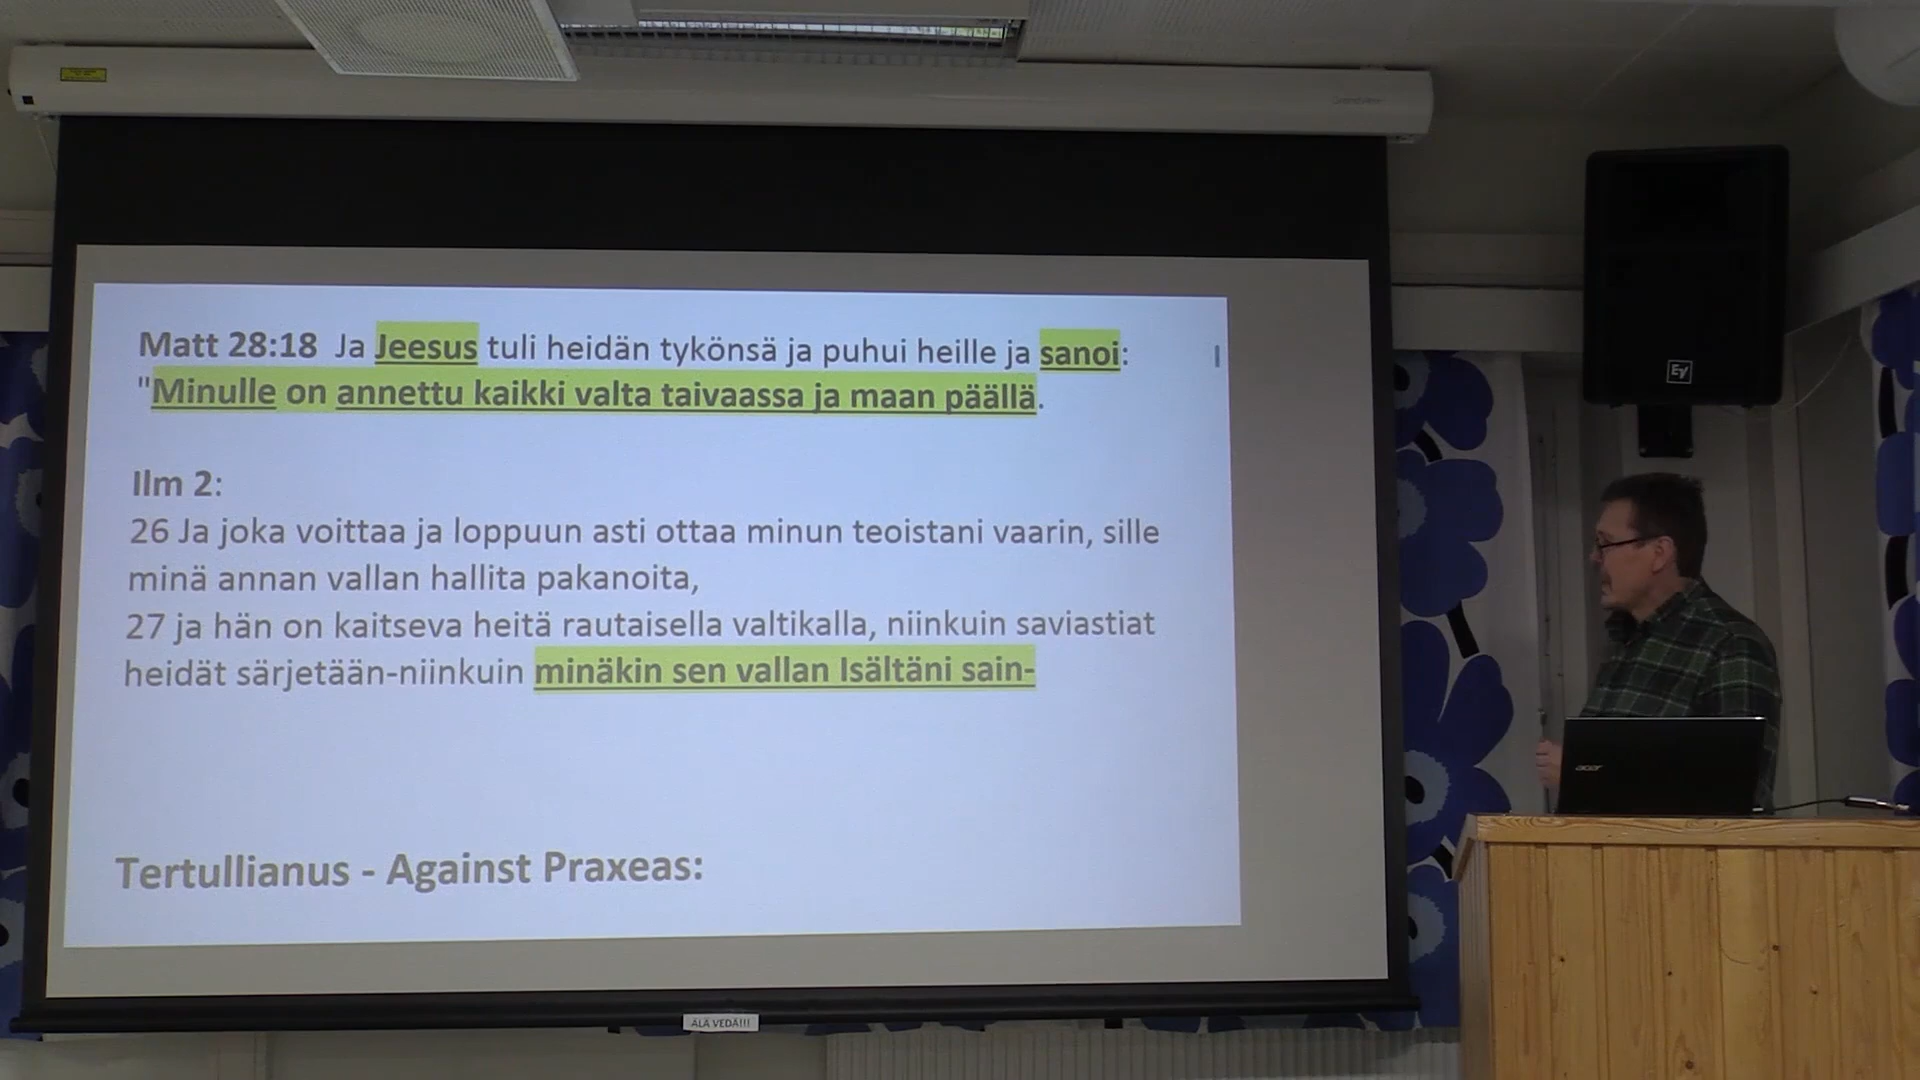 Matt 28:18 Ja Jeesus tuli heidän tykönsä ja puhui heille ja sanoi:
"Minulle on annettu kaikki valta taivaassa ja maan päällä.
Ilm 2:
26 Ja joka voittaa ja loppuun asti ottaa minun teoistani vaarin, sille
minä annan vallan hallita pakanoita,
27 ja hän on kaitseva heitä rautaisella valtikalla, niinkuin saviastiat
heidät särjetään-niinkuin minäkin sen vallan Isältäni sain-
Tertullianus - Against Praxeas:
ÄLÄ VEDÄ!!!
EV
acer